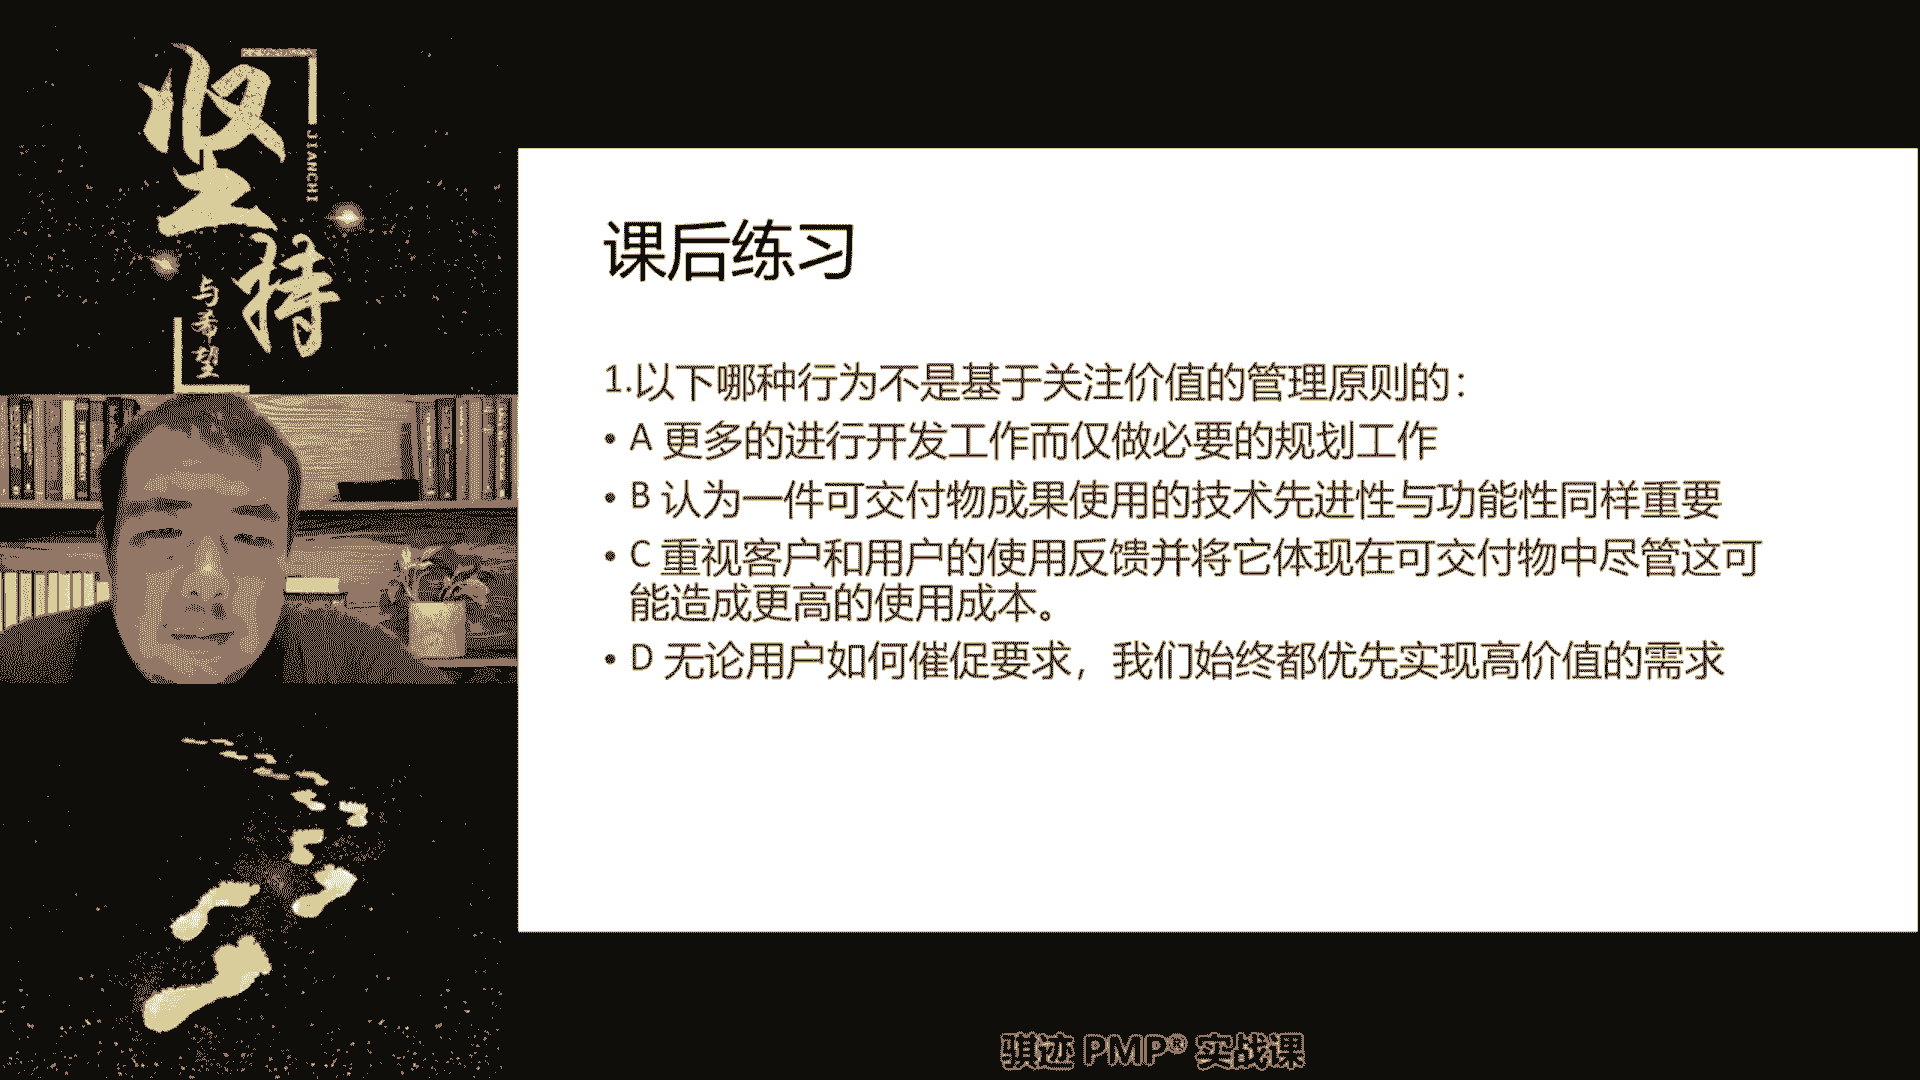 坚持
JIANCHI
与希望
课后练习
1.以下哪种行为不是基于关注价值的管理原则的：
• A 更多的进行开发工作而仅做必要的规划工作
• B 认为一件可交付物成果使用的技术先进性与功能性同样重要
• C 重视客户和用户的使用反馈并将它体现在可交付物中尽管这可
能造成更高的使用成本。
• D 无论用户如何催促要求，我们始终都优先实现高价值的需求
骐迹 PMP® 实战课